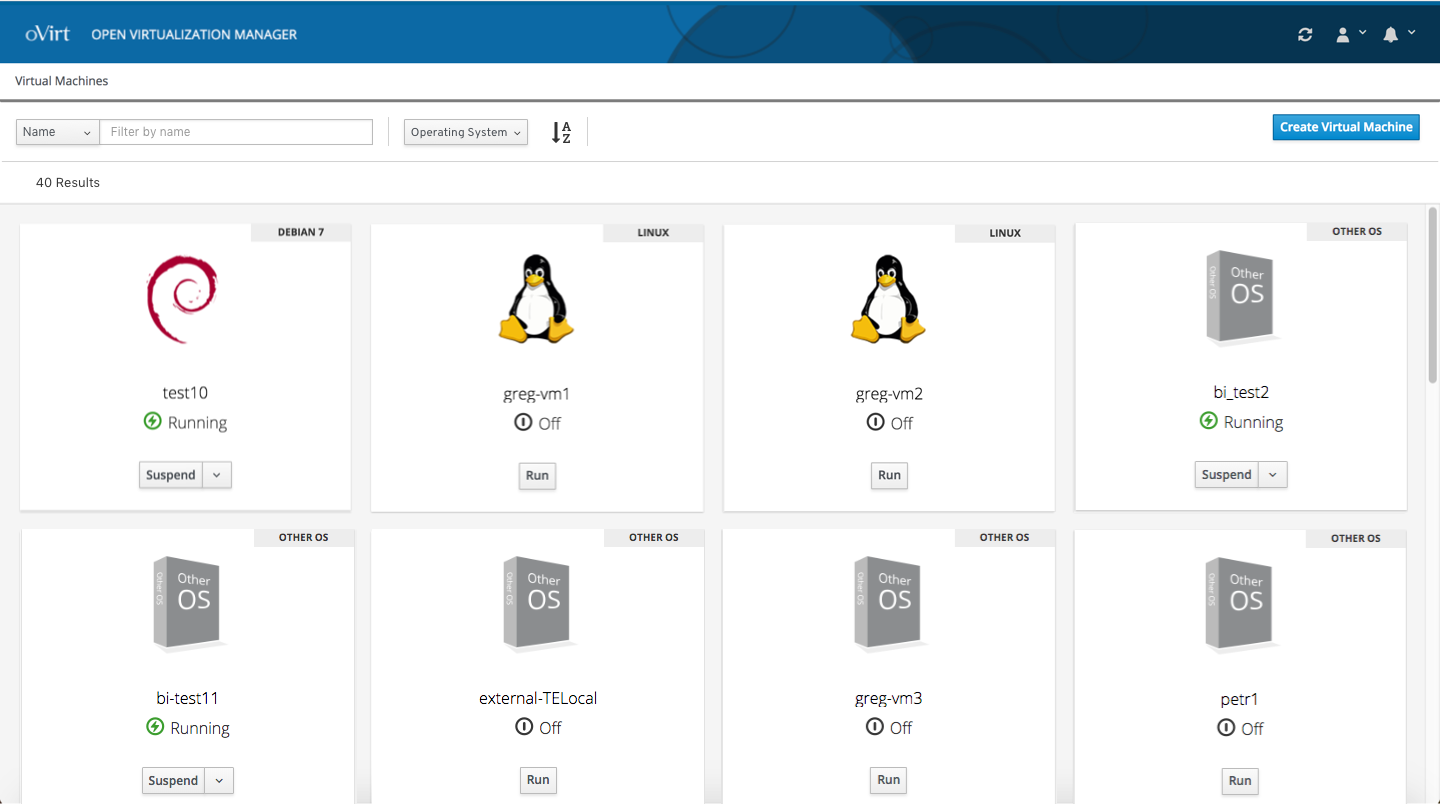 oVirt OPEN VIRTUALIZATION MANAGER
Virtual Machines
Name Filter by name Operating System A Z Create Virtual Machine
40 Results
DEBIAN 7
test10
Running
Suspend
LINUX
greg-vm1
Off
Run
LINUX
greg-vm2
Off
Run
OTHER OS
Other OS
Other
OS
bi_test2
Running
Suspend
OTHER OS
Other OS
Other
OS
bi-test11
Running
Suspend
OTHER OS
Other OS
Other
OS
external-TELocal
Off
Run
OTHER OS
Other OS
Other
OS
greg-vm3
Off
Run
OTHER OS
Other OS
Other
OS
petr1
Off
Run